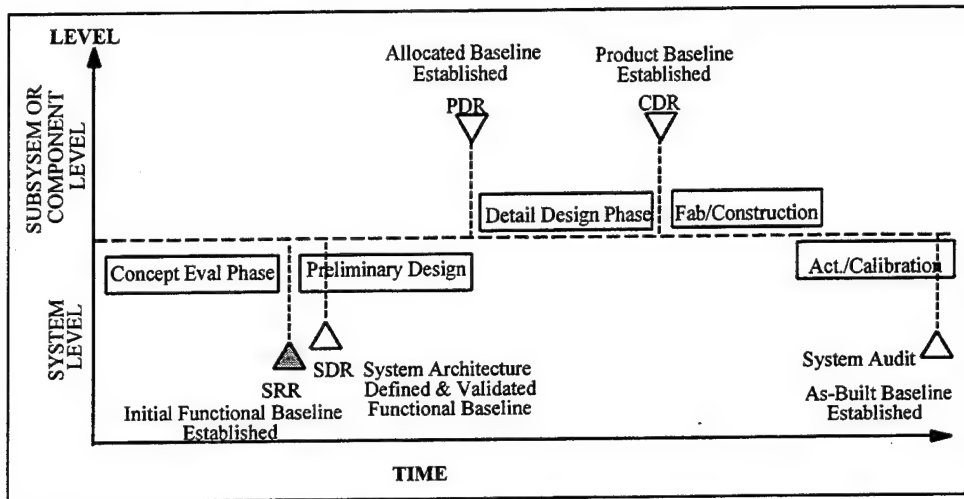 LEVEL
SUBSYSEM OR
COMPONENT
LEVEL
Allocated Baseline
Established
PDR
Product Baseline
Established
CDR
Detail Design Phase
Fab/Construction
SYSTEM
LEVEL
Concept Eval Phase
Preliminary Design
Act./Calibration
SRR
Initial Functional Baseline
Established
SDR
System Architecture
Defined & Validated
Functional Baseline
System Audit
As-Built Baseline
Established
TIME